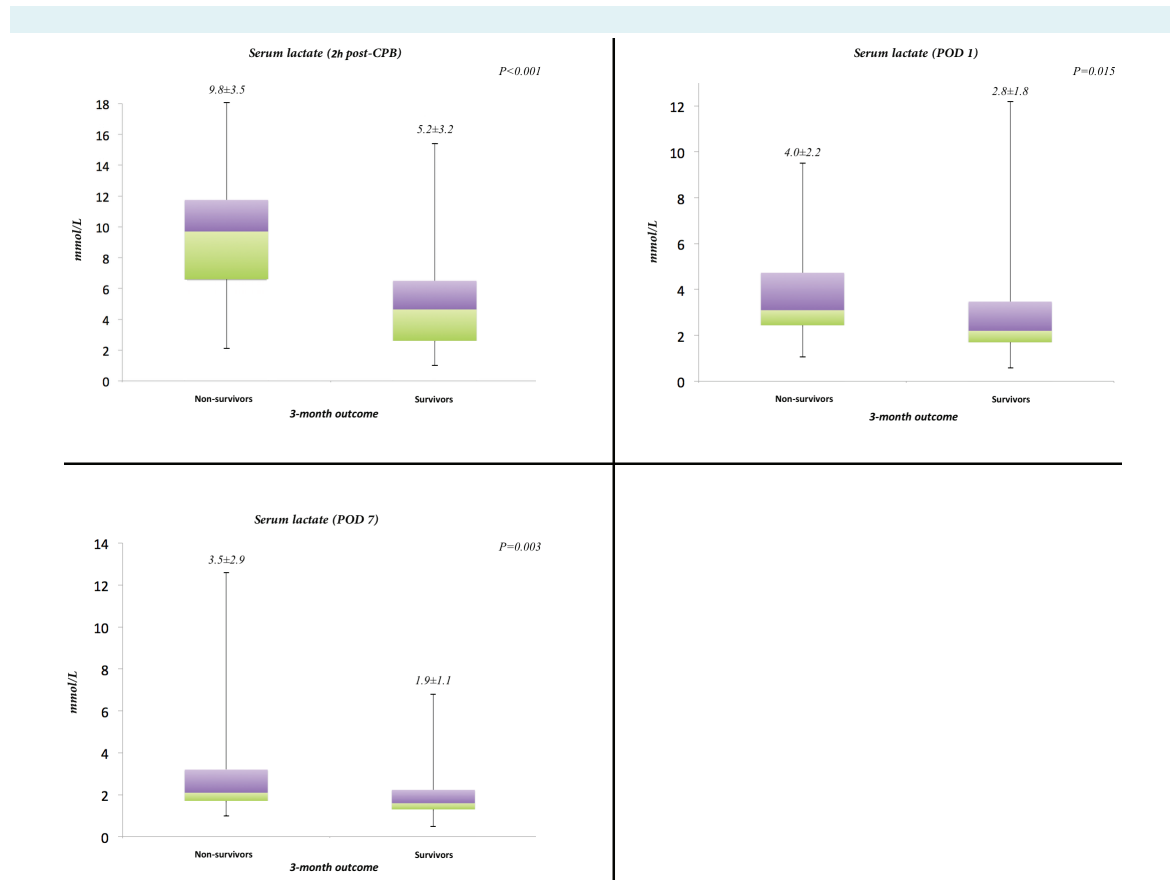 Serum lactate (2h post-CPB)
P<0.001
9.8±3.5
5.2±3.2
18
16
14
12
10
8
6
4
2
0
mmol/L
Non-survivors
Survivors
3-month outcome
Serum lactate (POD 1)
P=0.015
2.8±1.8
4.0±2.2
12
10
8
6
4
2
0
mmol/L
Non-survivors
Survivors
3-month outcome
Serum lactate (POD 7)
P=0.003
3.5±2.9
1.9±1.1
14
12
10
8
6
4
2
0
mmol/L
Non-survivors
Survivors
3-month outcome